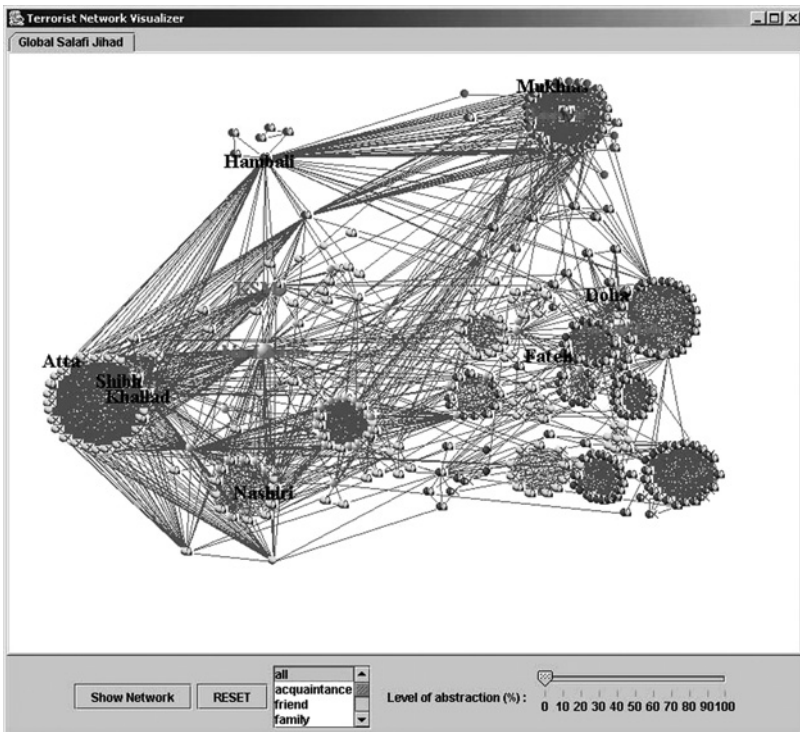 Terrorist Network Visualizer
Global Salafi Jihad
Hambali
Doha
Fateh
Atta
Shibh
Khallad
Nashiri
Show Network
RESET
all
acquaintance
friend
family
Level of abstraction (%) :
0 10 20 30 40 50 60 70 80 90100